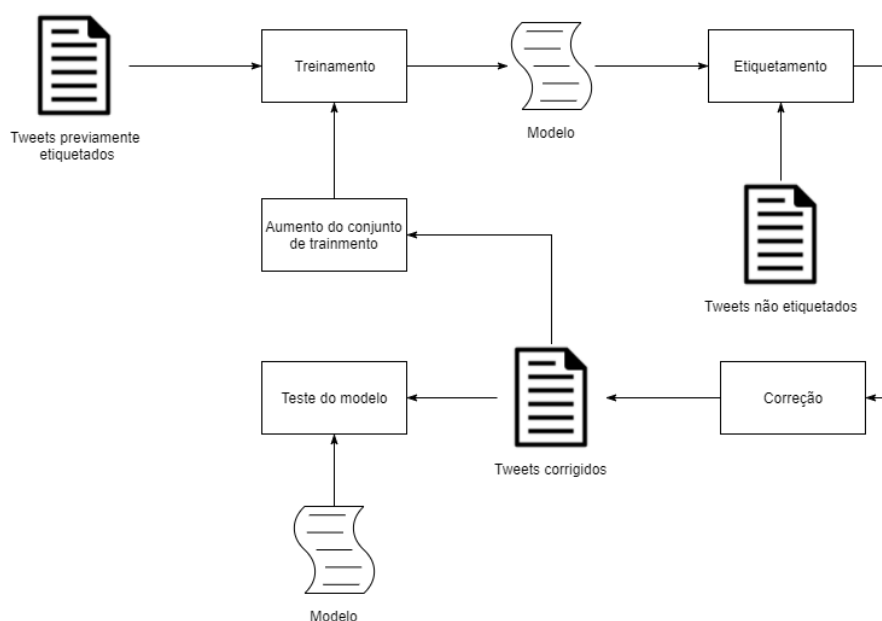 Treinamento
Etiquetamento
Modelo
Tweets previamente
etiquetados
Aumento do conjunto
de trainmento
Tweets não etiquetados
Teste do modelo
Correção
Tweets corrigidos
Modelo